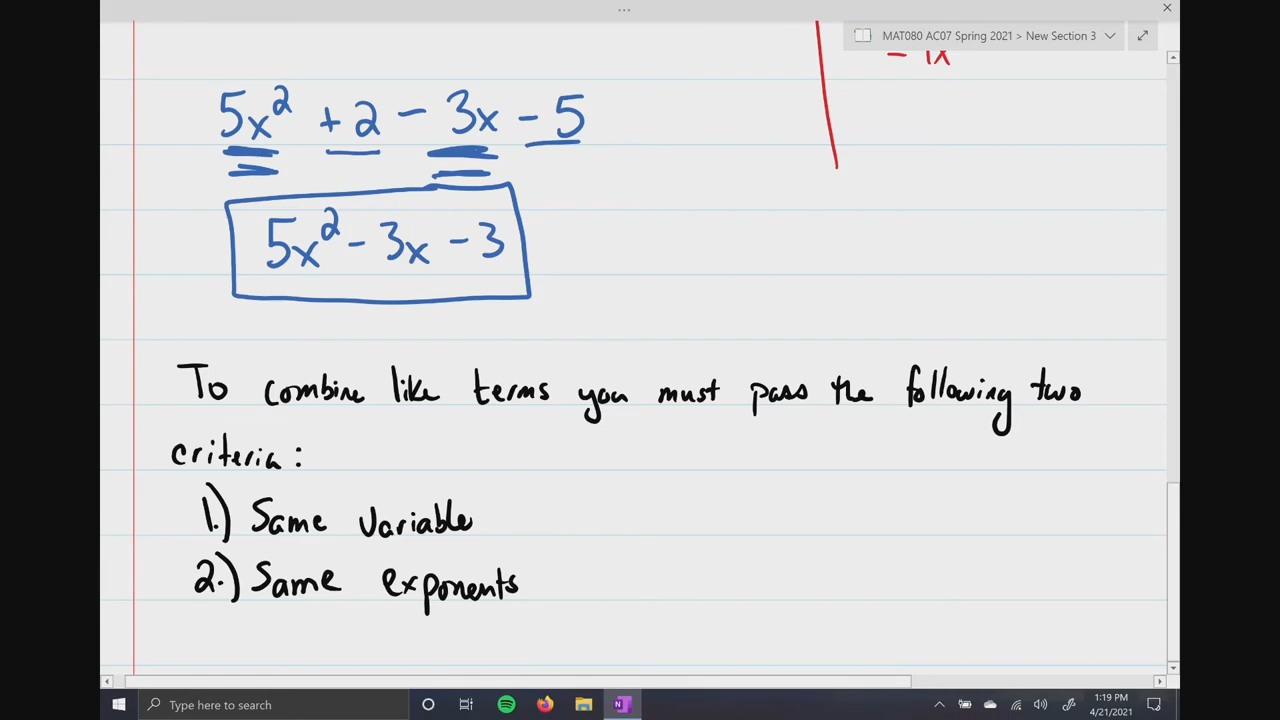 MAT080 AC07 Spring 2021 > New Section 3
5x² + 2 - 3x - 5
5x² - 3x - 3
To combine like terms you must pass the following two
criteria:
1.) Same variable
2.) Same exponents
Type here to search
1:19 PM
4/21/2021